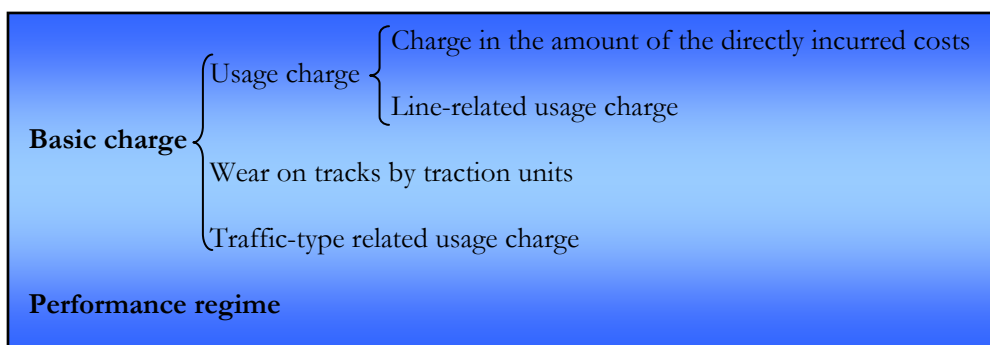 Charge in the amount of the directly incurred costs
Usage charge
Line-related usage charge
Basic charge
Wear on tracks by traction units
Traffic-type related usage charge
Performance regime